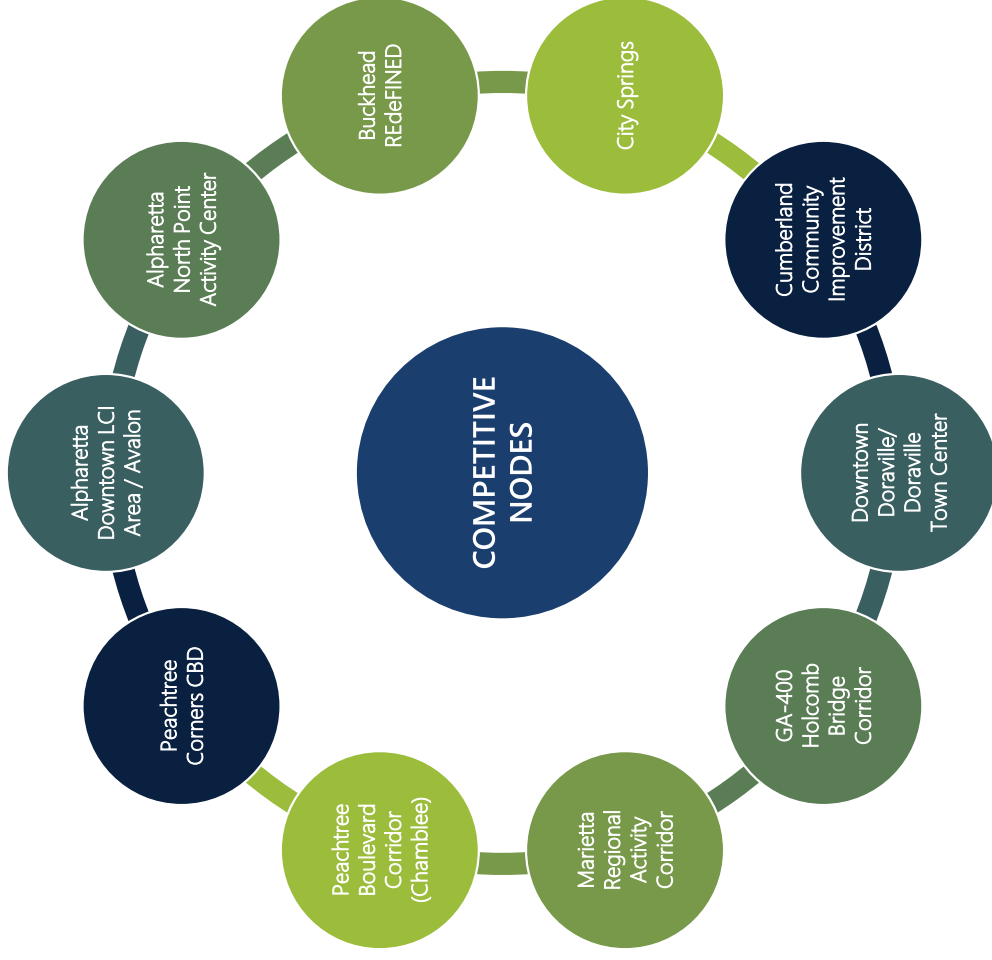 COMPETITIVE
NODES
Alpharetta
Downtown LCI
Area / Avalon
Alpharetta
North Point
Activity Center
Buckhead
REdeFINED
City Springs
Cumberland
Community
Improvement
District
Downtown
Doraville/
Doraville
Town Center
GA-400
Holcomb
Bridge
Corridor
Marietta
Regional
Activity
Corridor
Peachtree
Boulevard
Corridor
(Chamblee)
Peachtree
Corners CBD